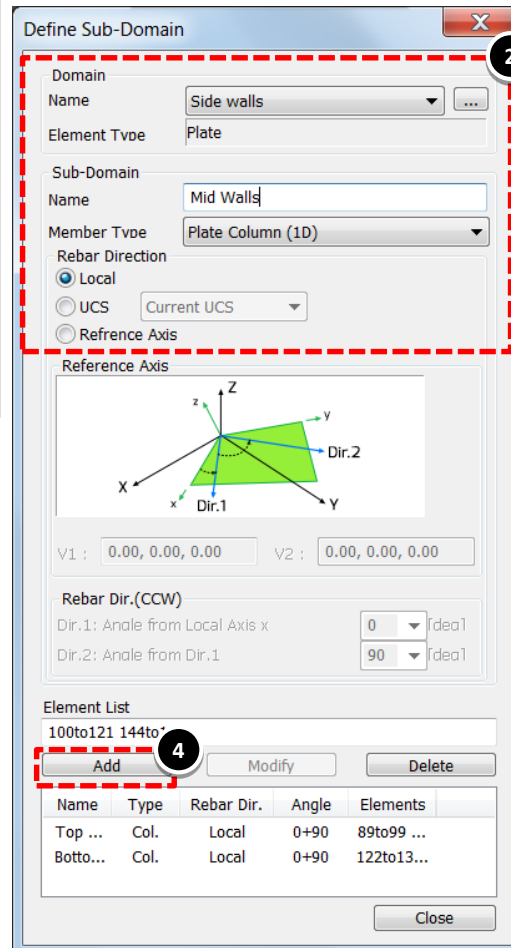 Define Sub-Domain
X
2
Domain
Name Side walls ...
Element Type Plate
Sub-Domain
Name Mid Walls
Member Type Plate Column (1D)
Rebar Direction
Local
UCS Current UCS
Refrence Axis
Reference Axis
Z
z
y
Dir.2
X
x
Dir.1
Y
V1 : 0.00, 0.00, 0.00 V2 : 0.00, 0.00, 0.00
Rebar Dir.(CCW)
Dir.1: Angle from Local Axis x 0 [deg]
Dir.2: Angle from Dir.1 90 [deg]
Element List
100to121 144to
4
Add Modify Delete
Name Type Rebar Dir. Angle Elements
Top ... Col. Local 0+90 89to99 ...
Botto... Col. Local 0+90 122to13...
Close